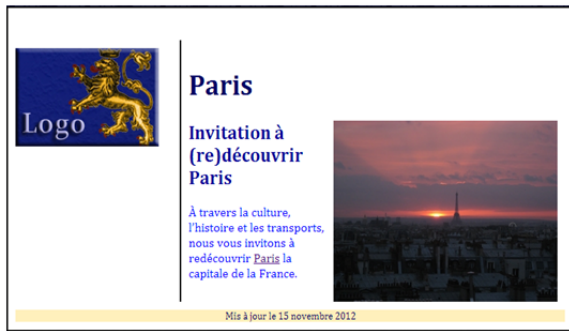 Logo
Paris
Invitation à
(re)découvrir
Paris
À travers la culture,
l'histoire et les transports,
nous vous invitons à
redécouvrir Paris la
capitale de la France.
Mis à jour le 15 novembre 2012